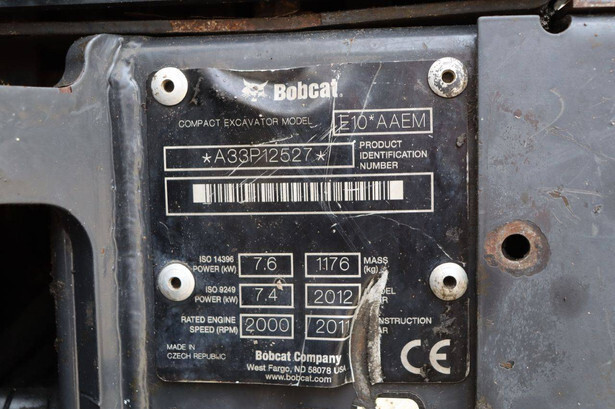 Bobcat.
COMPACT EXCAVATOR MODEL E10*AAEM
*A33P12527* PRODUCT IDENTIFICATION NUMBER
ISO 14396 POWER (kW) 7.6 1176 MASS (kg)
ISO 9249 POWER (kW) 7.4 2012
RATED ENGINE SPEED (RPM) 2000 2011
MADE IN CZECH REPUBLIC
Bobcat Company
West Fargo, ND 58078 USA
www.bobcat.com
CE